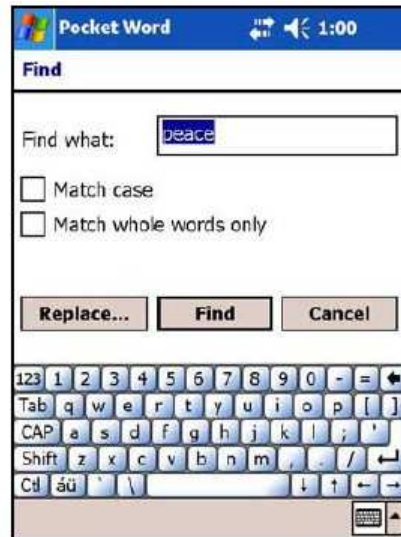 Pocket Word 1:00
Find
Find what: peace
Match case
Match whole words only
Replace... Find Cancel
123 1 2 3 4 5 6 7 8 9 0 - =
Tab q w e r t y u i o p [ ]
CAP a s d f g h j k l ; '
Shift z x c v b n m , . /
Ctl áü ` \